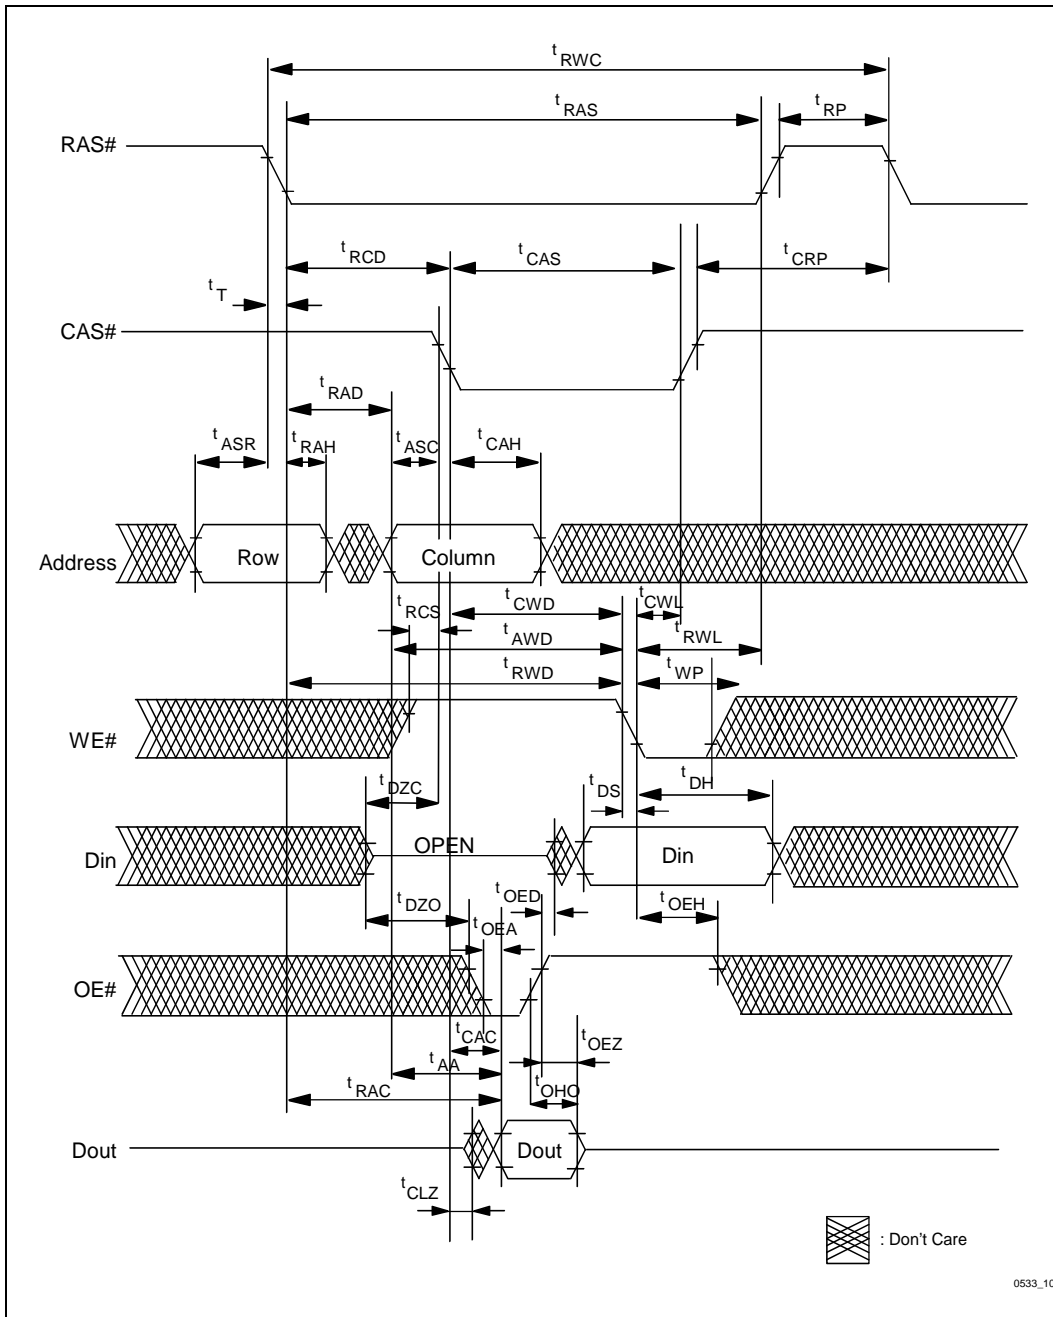 tRWC
tRAS
tRP
RAS#
tRCD
tCAS
tCRP
tT
CAS#
tRAD
tASR
tRAH
tASC
tCAH
Address
Row
Column
tRCS
tCWD
tCWL
tAWD
tRWL
tRWD
tWP
WE#
tDZC
tDS
tDH
Din
OPEN
Din
tDZO
tOED
tOEH
tOEA
OE#
tCAC
tOEZ
tAA
tRAC
tOHO
Dout
Dout
tCLZ
: Don't Care
0533_10